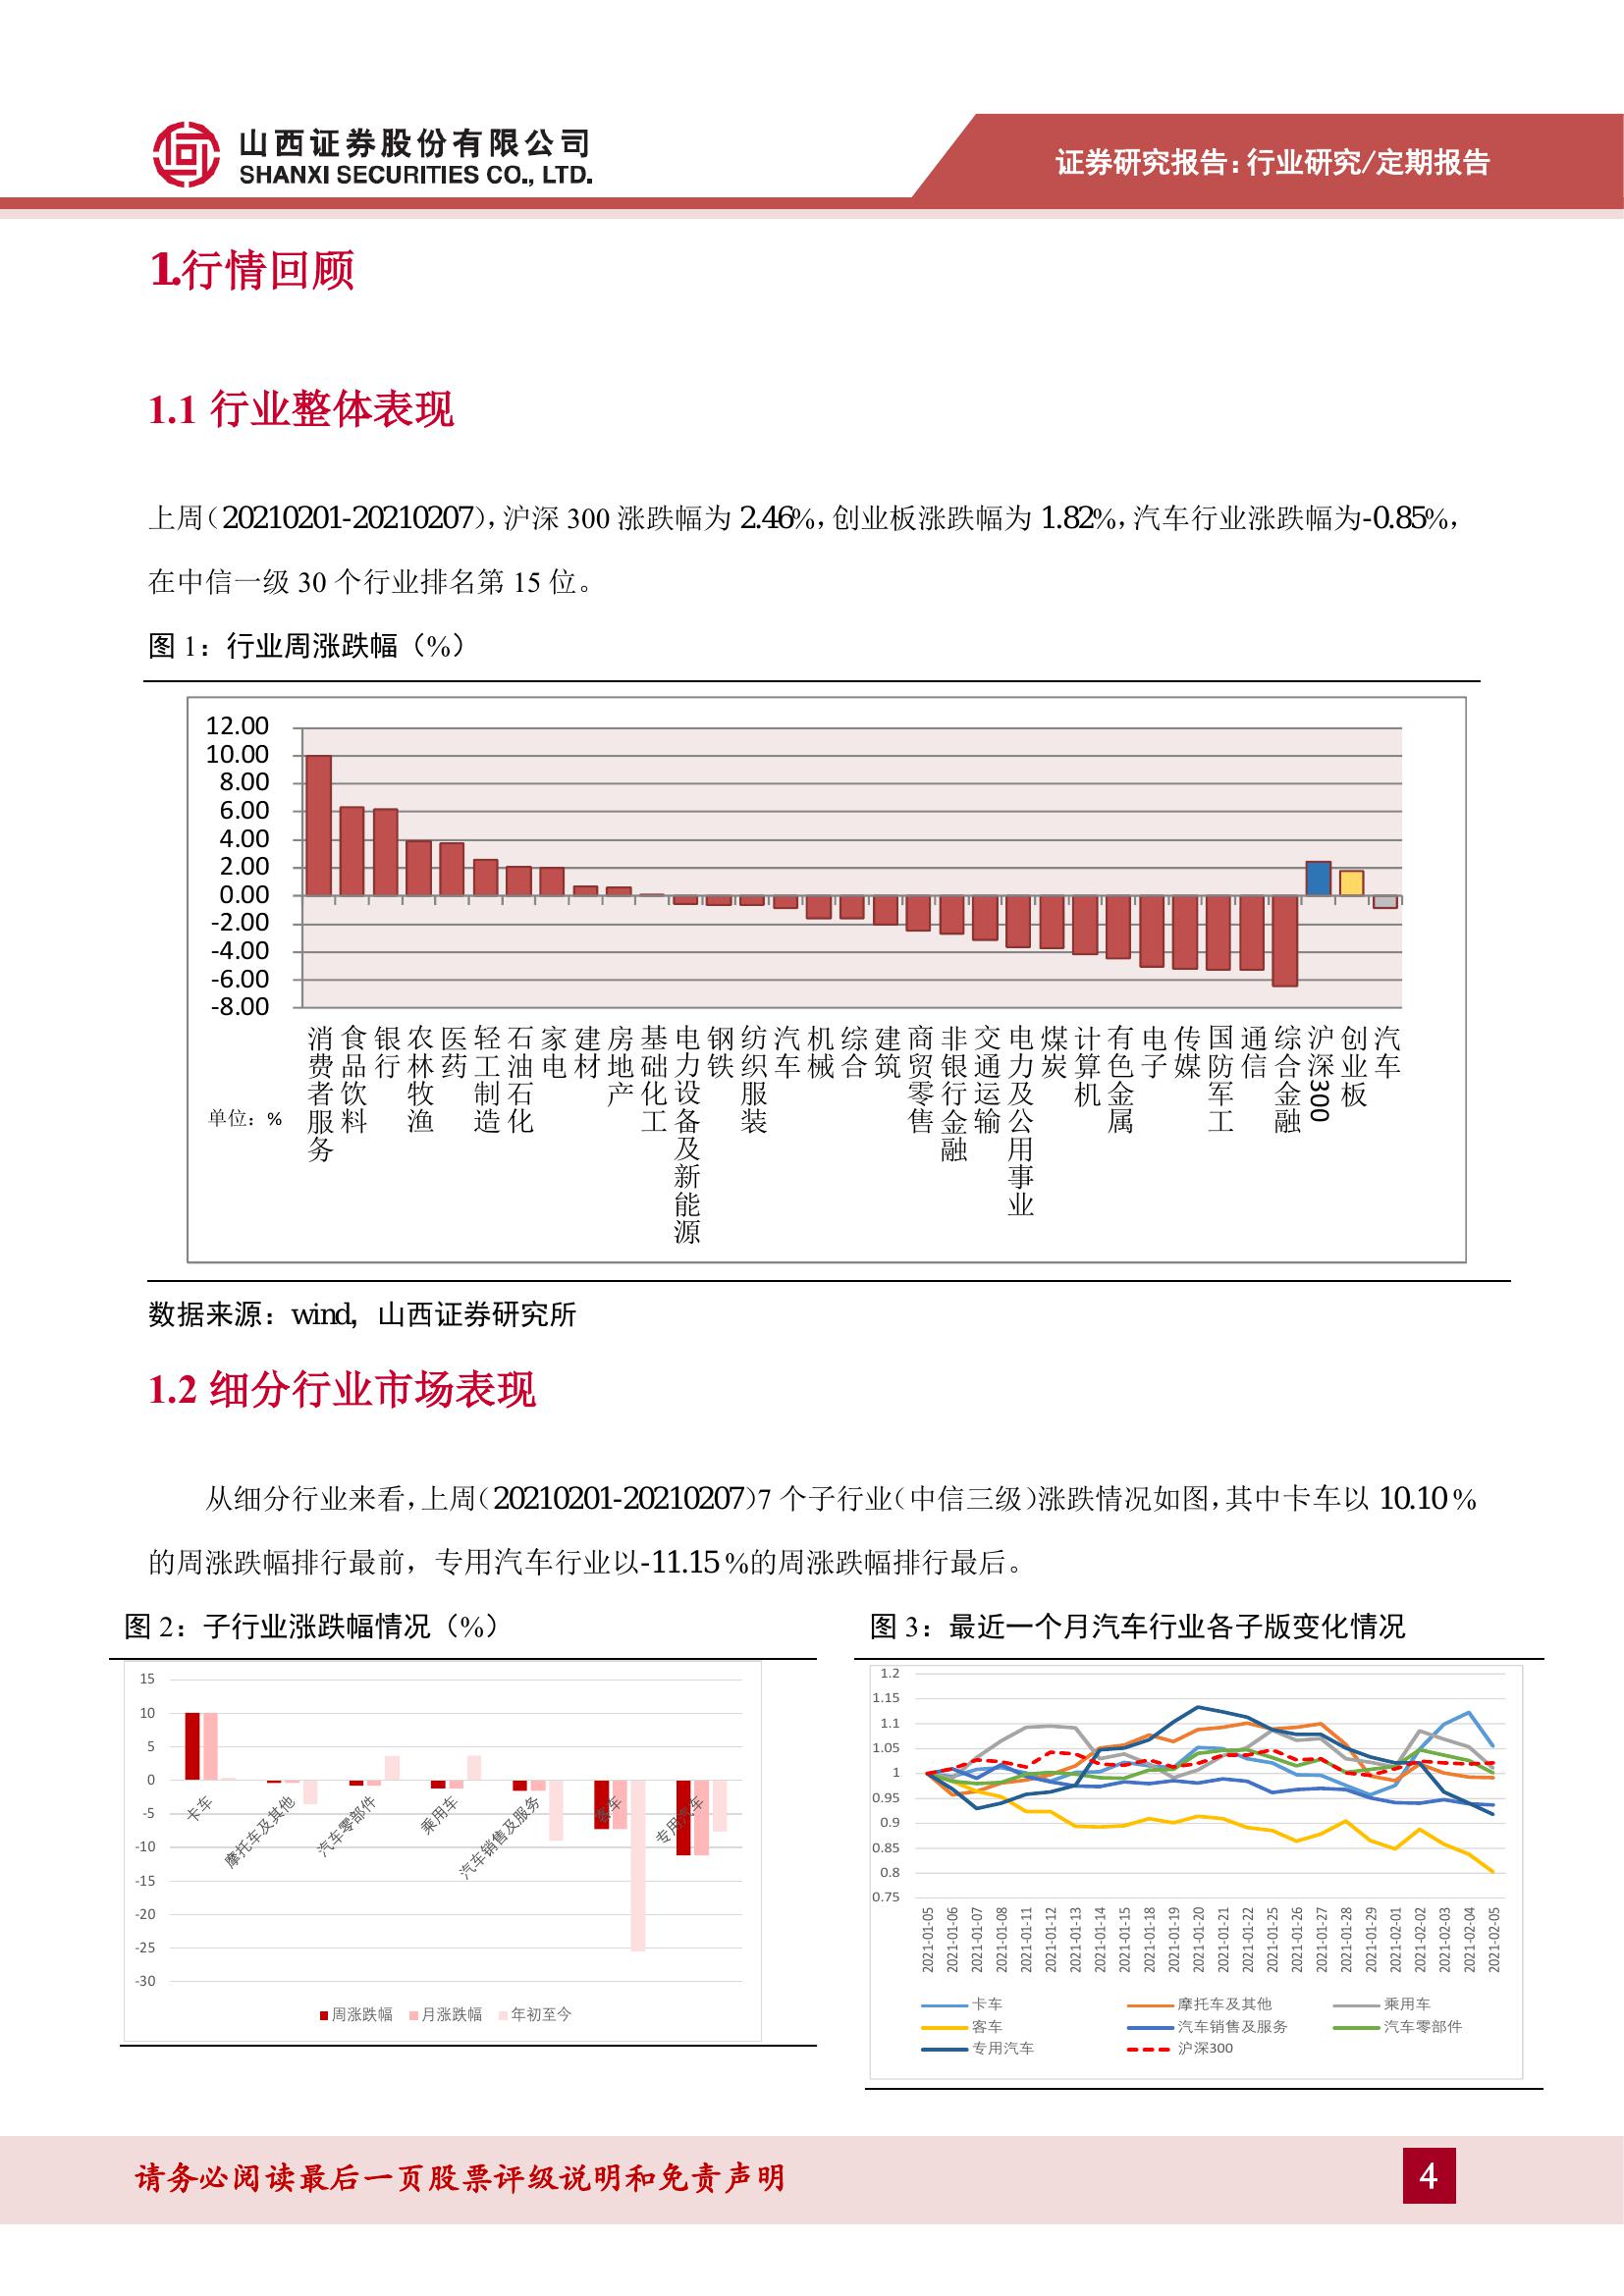 山西证券股份有限公司
SHANXI SECURITIES CO., LTD.
证券研究报告：行业研究/定期报告
1.行情回顾
1.1 行业整体表现
上周（20210201-20210207），沪深 300 涨跌幅为 2.46%，创业板涨跌幅为 1.82%，汽车行业涨跌幅为-0.85%，
在中信一级 30 个行业排名第 15 位。
图 1：行业周涨跌幅（%）
12.00
10.00
8.00
6.00
4.00
2.00
0.00
-2.00
-4.00
-6.00
-8.00
单位：%
消费者服务
食品饮料
银行
农林牧渔
医药
轻工制造
石油石化
家电
建材
房地产
基础化工
电力设备及新能源
钢铁
纺织服装
汽车
机械
综合
建筑
商贸零售
非银行金融
交通运输
电力及公用事业
煤炭
计算机
有色金属
电子
传媒
国防军工
通信
综合金融
沪深300
创业板
汽车
数据来源：wind，山西证券研究所
1.2 细分行业市场表现
从细分行业来看，上周（20210201-20210207）7 个子行业（中信三级）涨跌情况如图，其中卡车以 10.10 %
的周涨跌幅排行最前，专用汽车行业以-11.15 %的周涨跌幅排行最后。
图 2：子行业涨跌幅情况（%）
15
10
5
0
-5
-10
-15
-20
-25
-30
卡车
摩托车及其他
汽车零部件
乘用车
汽车销售及服务
客车
专用汽车
周涨跌幅 月涨跌幅 年初至今
图 3：最近一个月汽车行业各子版变化情况
1.2
1.15
1.1
1.05
1
0.95
0.9
0.85
0.8
0.75
2021-01-05
2021-01-06
2021-01-07
2021-01-08
2021-01-11
2021-01-12
2021-01-13
2021-01-14
2021-01-15
2021-01-18
2021-01-19
2021-01-20
2021-01-21
2021-01-22
2021-01-25
2021-01-26
2021-01-27
2021-01-28
2021-01-29
2021-02-01
2021-02-02
2021-02-03
2021-02-04
2021-02-05
卡车 摩托车及其他 乘用车
客车 汽车销售及服务 汽车零部件
专用汽车 沪深300
请务必阅读最后一页股票评级说明和免责声明
4